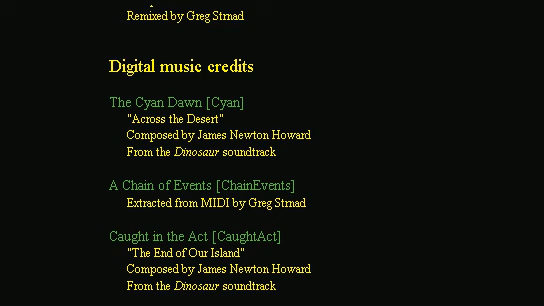 Remixed by Greg Strnad
Digital music credits
The Cyan Dawn [Cyan]
"Across the Desert"
Composed by James Newton Howard
From the Dinosaur soundtrack
A Chain of Events [ChainEvents]
Extracted from MIDI by Greg Strnad
Caught in the Act [CaughtAct]
"The End of Our Island"
Composed by James Newton Howard
From the Dinosaur soundtrack